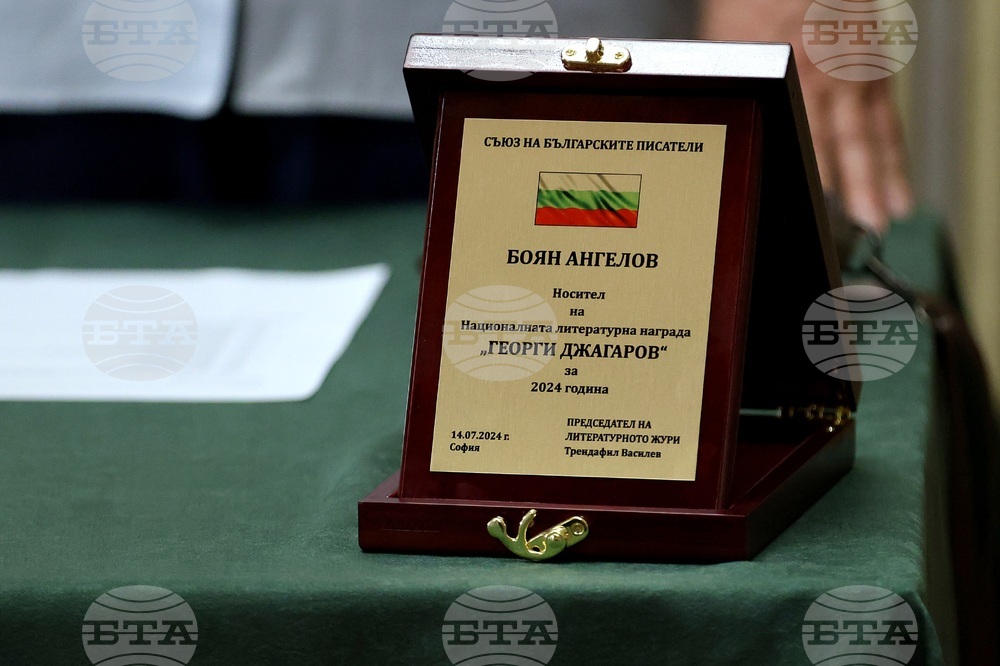 СЪЮЗ НА БЪЛГАРСКИТЕ ПИСАТЕЛИ
БОЯН АНГЕЛОВ
Носител
на
Националната литературна награда
„ГЕОРГИ ДЖАГАРОВ“
за
2024 година
14.07.2024 г.
София
ПРЕДСЕДАТЕЛ НА
ЛИТЕРАТУРНОТО ЖУРИ
Трендафил Василев
БТА
БТА
БТА
БТА
БТА
БТА
БТА
БТА
БТА